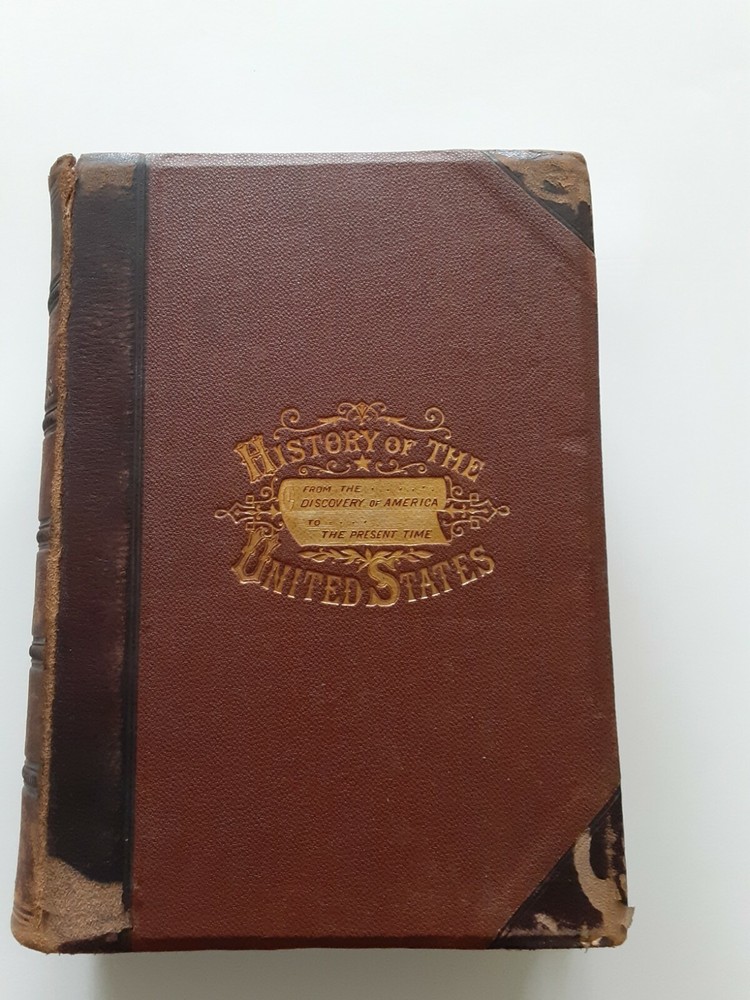 HISTORY OF THE
FROM THE . . . . . . .
DISCOVERY OF AMERICA
TO . . . . .
THE PRESENT TIME
UNITED STATES